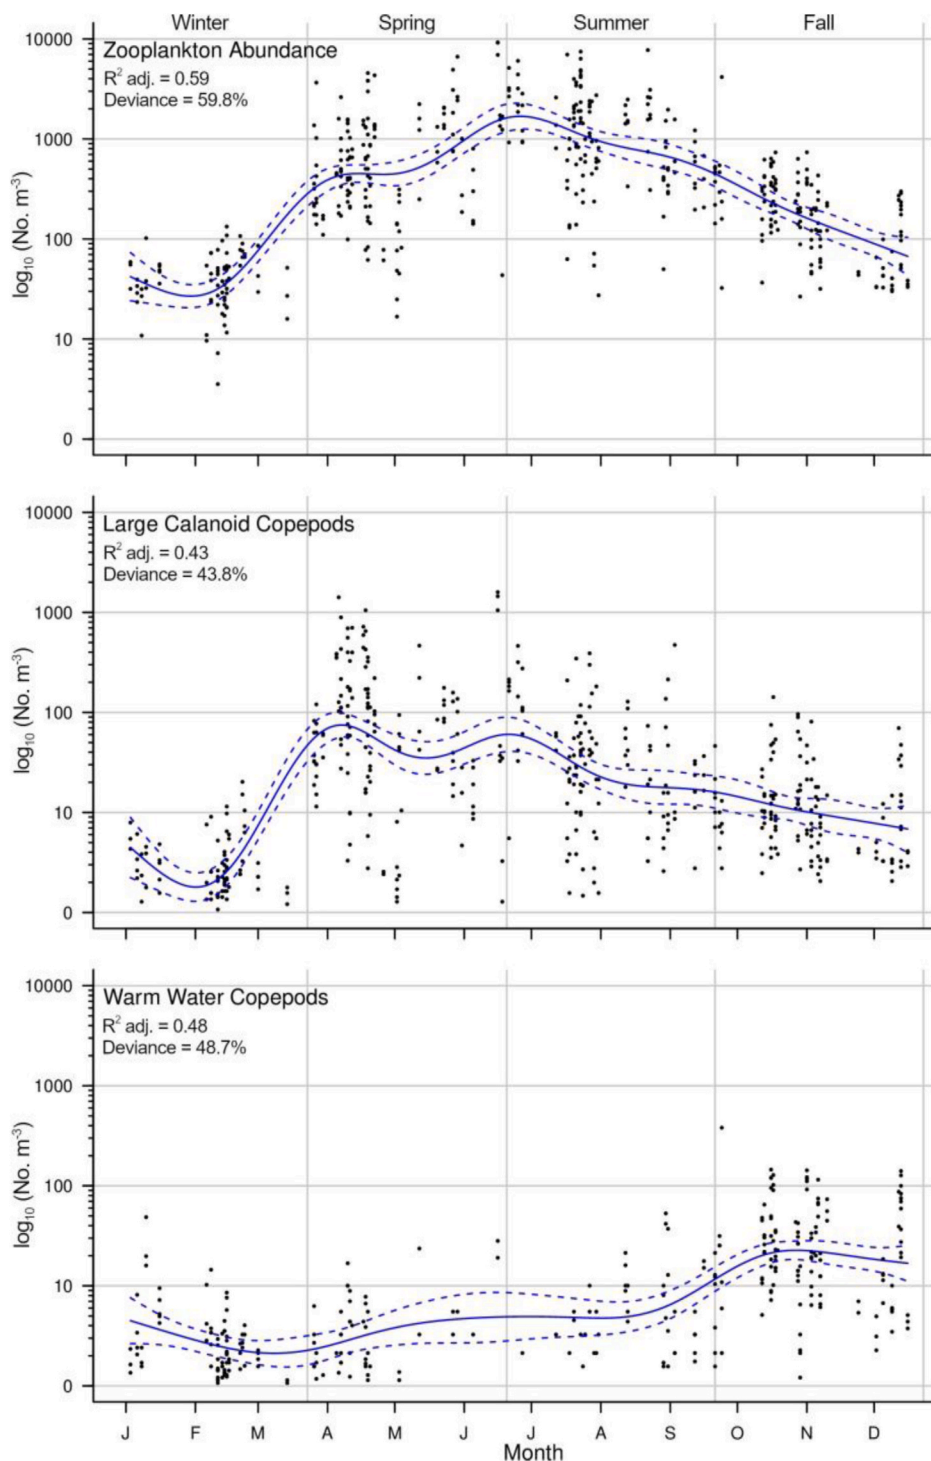 Winter Spring Summer Fall
10000
Zooplankton Abundance
R² adj. = 0.59
Deviance = 59.8%
1000
100
10
0
log₁₀ (No. m⁻³)
J F M A M J J A S O N D
10000
Large Calanoid Copepods
R² adj. = 0.43
Deviance = 43.8%
1000
100
10
0
log₁₀ (No. m⁻³)
10000
Warm Water Copepods
R² adj. = 0.48
Deviance = 48.7%
1000
100
10
0
log₁₀ (No. m⁻³)
J F M A M J J A S O N D
Month